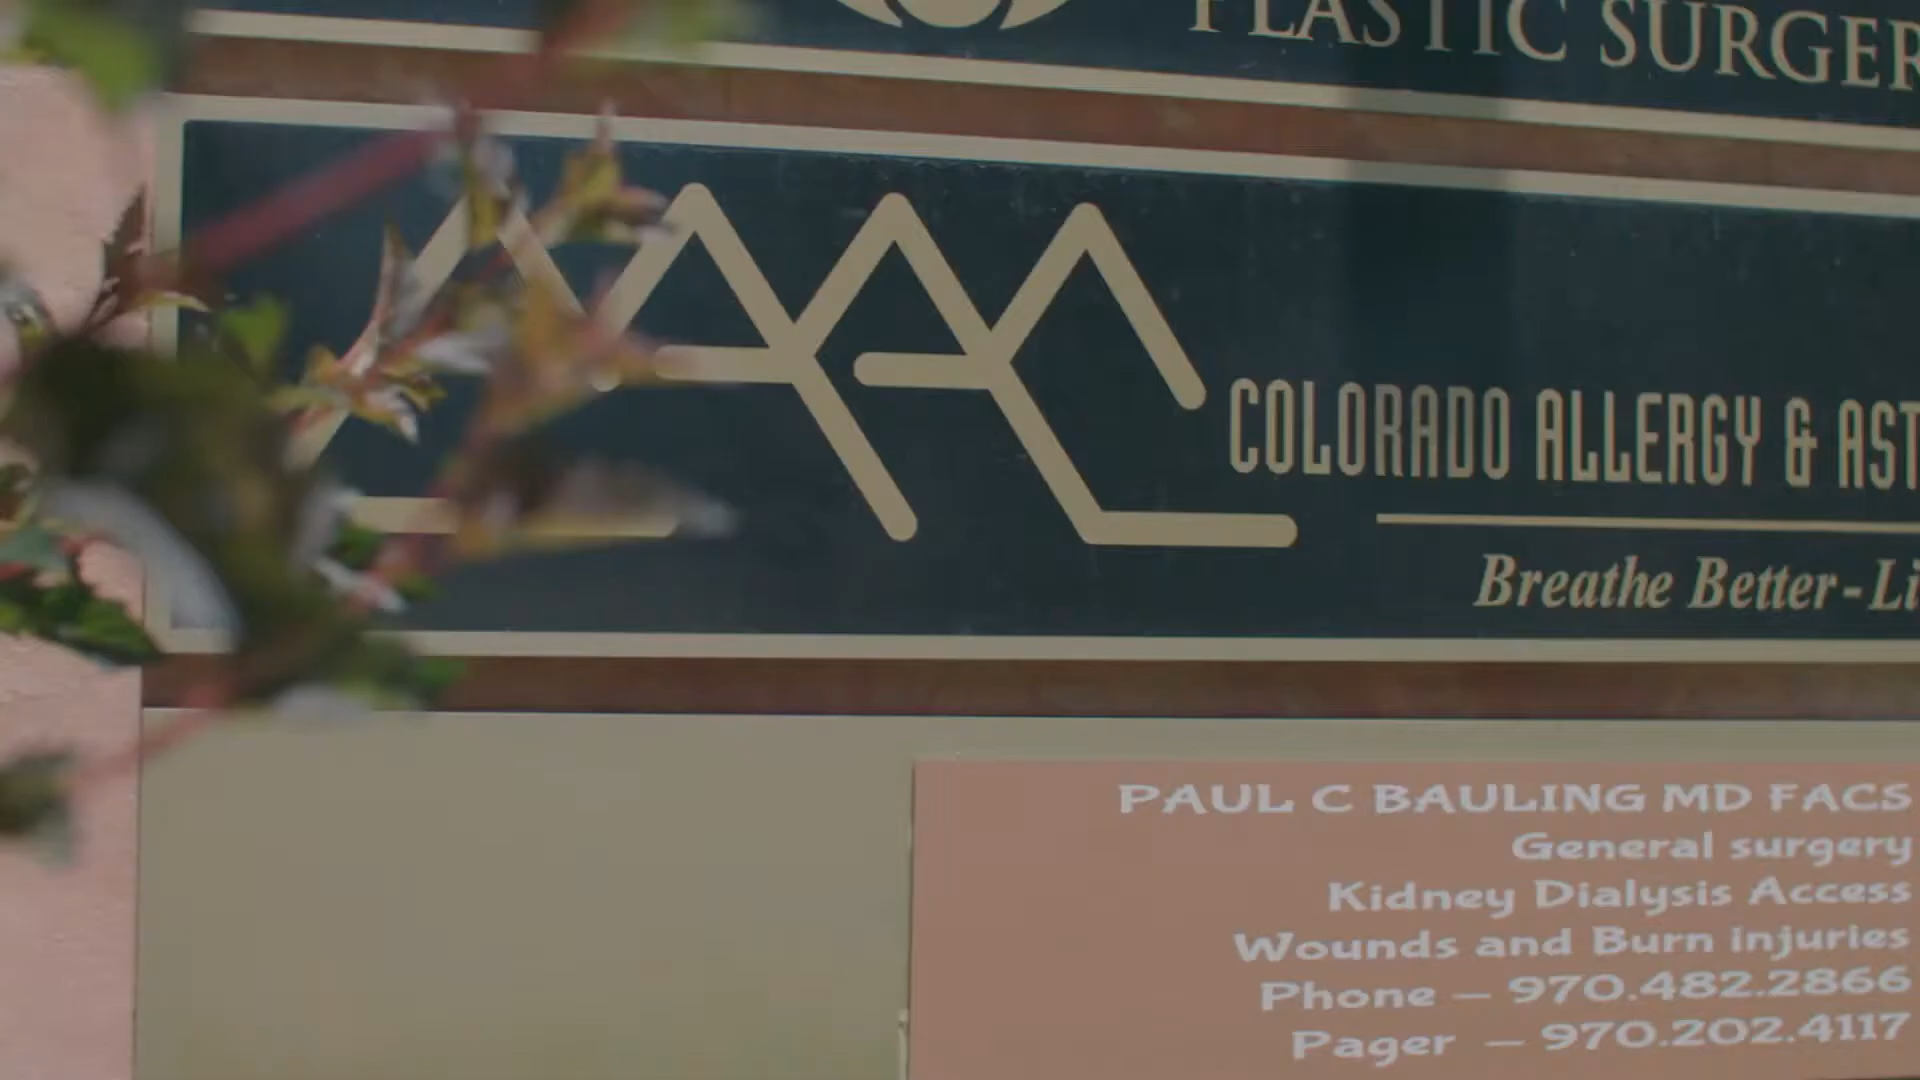 PLASTIC SURGER
COLORADO ALLERGY & AST
Breathe Better-Li
PAUL C BAULING MD FACS
General surgery
Kidney Dialysis Access
Wounds and Burn injuries
Phone – 970.482.2866
Pager – 970.202.4117